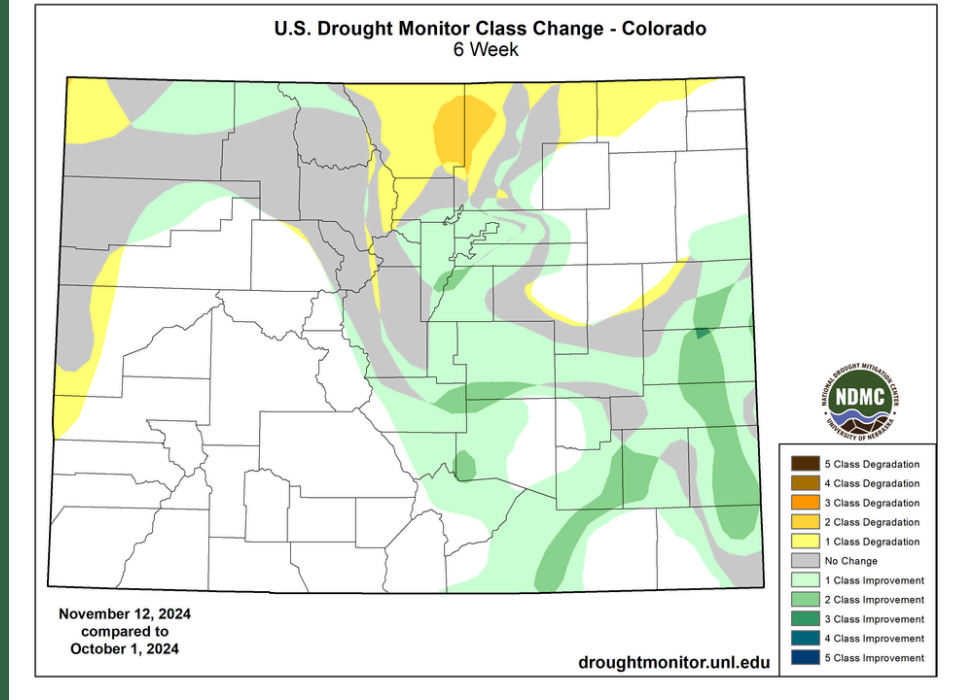 U.S. Drought Monitor Class Change - Colorado
6 Week
NATIONAL DROUGHT MITIGATION CENTER
NDMC
UNIVERSITY OF NEBRASKA
5 Class Degradation
4 Class Degradation
3 Class Degradation
2 Class Degradation
1 Class Degradation
No Change
1 Class Improvement
2 Class Improvement
3 Class Improvement
4 Class Improvement
5 Class Improvement
November 12, 2024
compared to
October 1, 2024
droughtmonitor.unl.edu